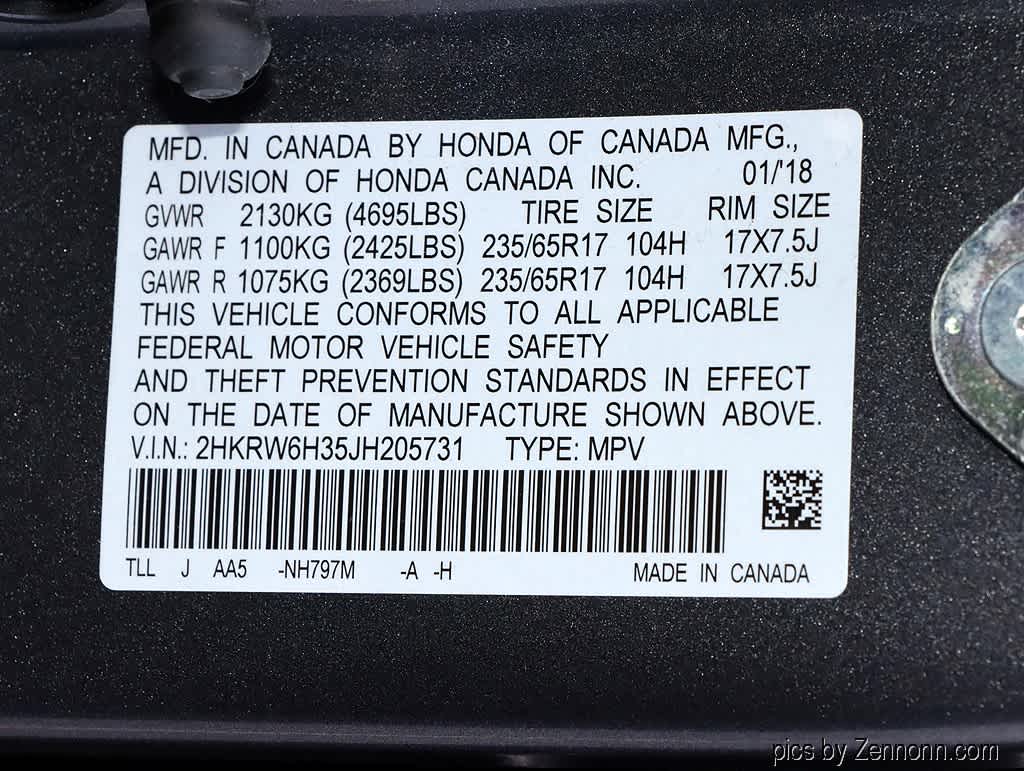 MFD. IN CANADA BY HONDA OF CANADA MFG.,
A DIVISION OF HONDA CANADA INC. 01/'18
GVWR 2130KG (4695LBS) TIRE SIZE RIM SIZE
GAWR F 1100KG (2425LBS) 235/65R17 104H 17X7.5J
GAWR R 1075KG (2369LBS) 235/65R17 104H 17X7.5J
THIS VEHICLE CONFORMS TO ALL APPLICABLE
FEDERAL MOTOR VEHICLE SAFETY
AND THEFT PREVENTION STANDARDS IN EFFECT
ON THE DATE OF MANUFACTURE SHOWN ABOVE.
V.I.N.: 2HKRW6H35JH205731 TYPE: MPV
TLL J AA5 -NH797M -A -H MADE IN CANADA
pics by Zennonn.com